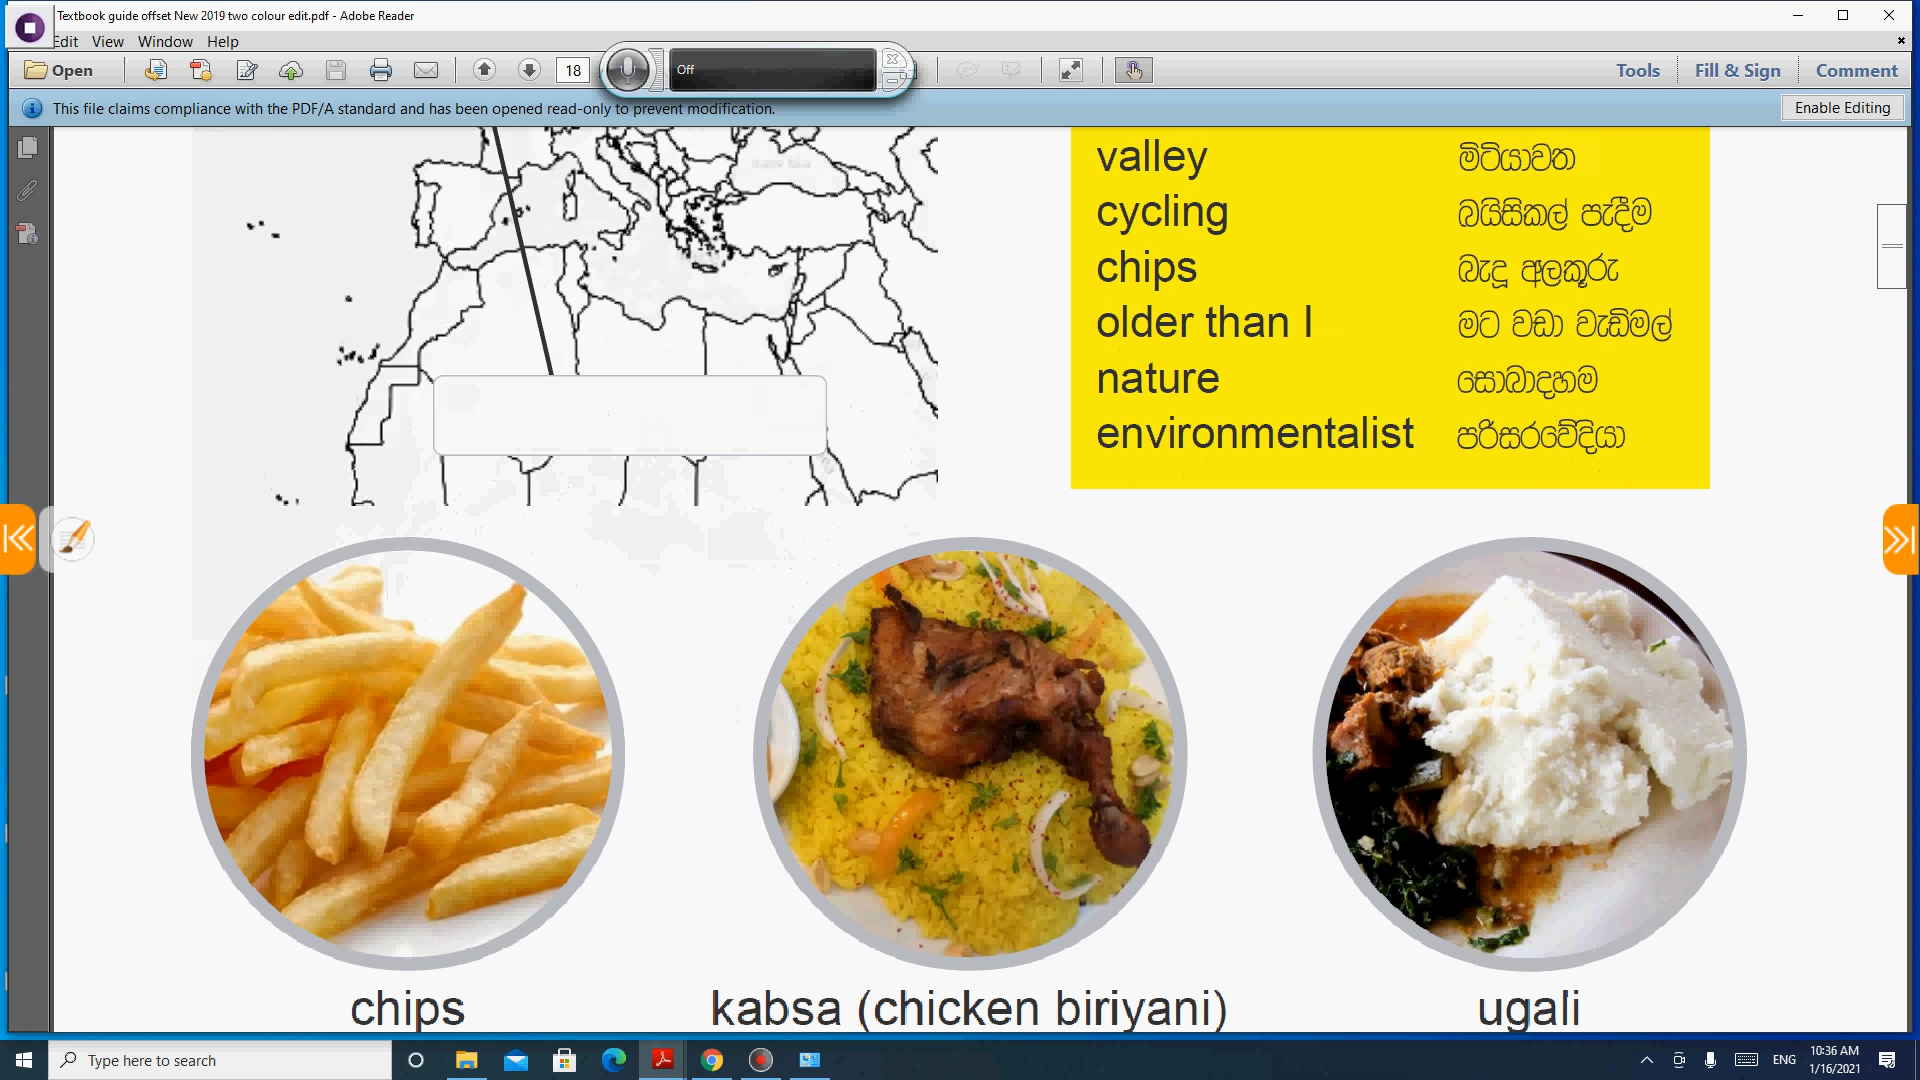 Textbook guide offset New 2019 two colour edit.pdf - Adobe Reader
Edit View Window Help
Open 18 Off Tools Fill & Sign Comment
This file claims compliance with the PDF/A standard and has been opened read-only to prevent modification. Enable Editing
valley මිටියාවත
cycling බයිසිකල් පැදීම
chips බැදූ අලකූරු
older than I මට වඩා වැඩිමල්
nature සොබාදහම
environmentalist පරිසරවේදියා
chips kabsa (chicken biriyani) ugali
Type here to search ENG 10:36 AM
1/16/2021